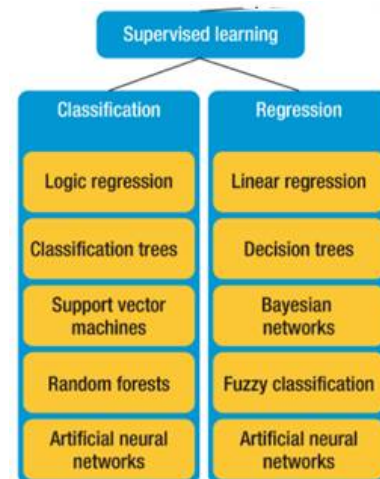 Supervised learning
Classification
Logic regression
Classification trees
Support vector
machines
Random forests
Artificial neural
networks
Regression
Linear regression
Decision trees
Bayesian
networks
Fuzzy classification
Artificial neural
networks